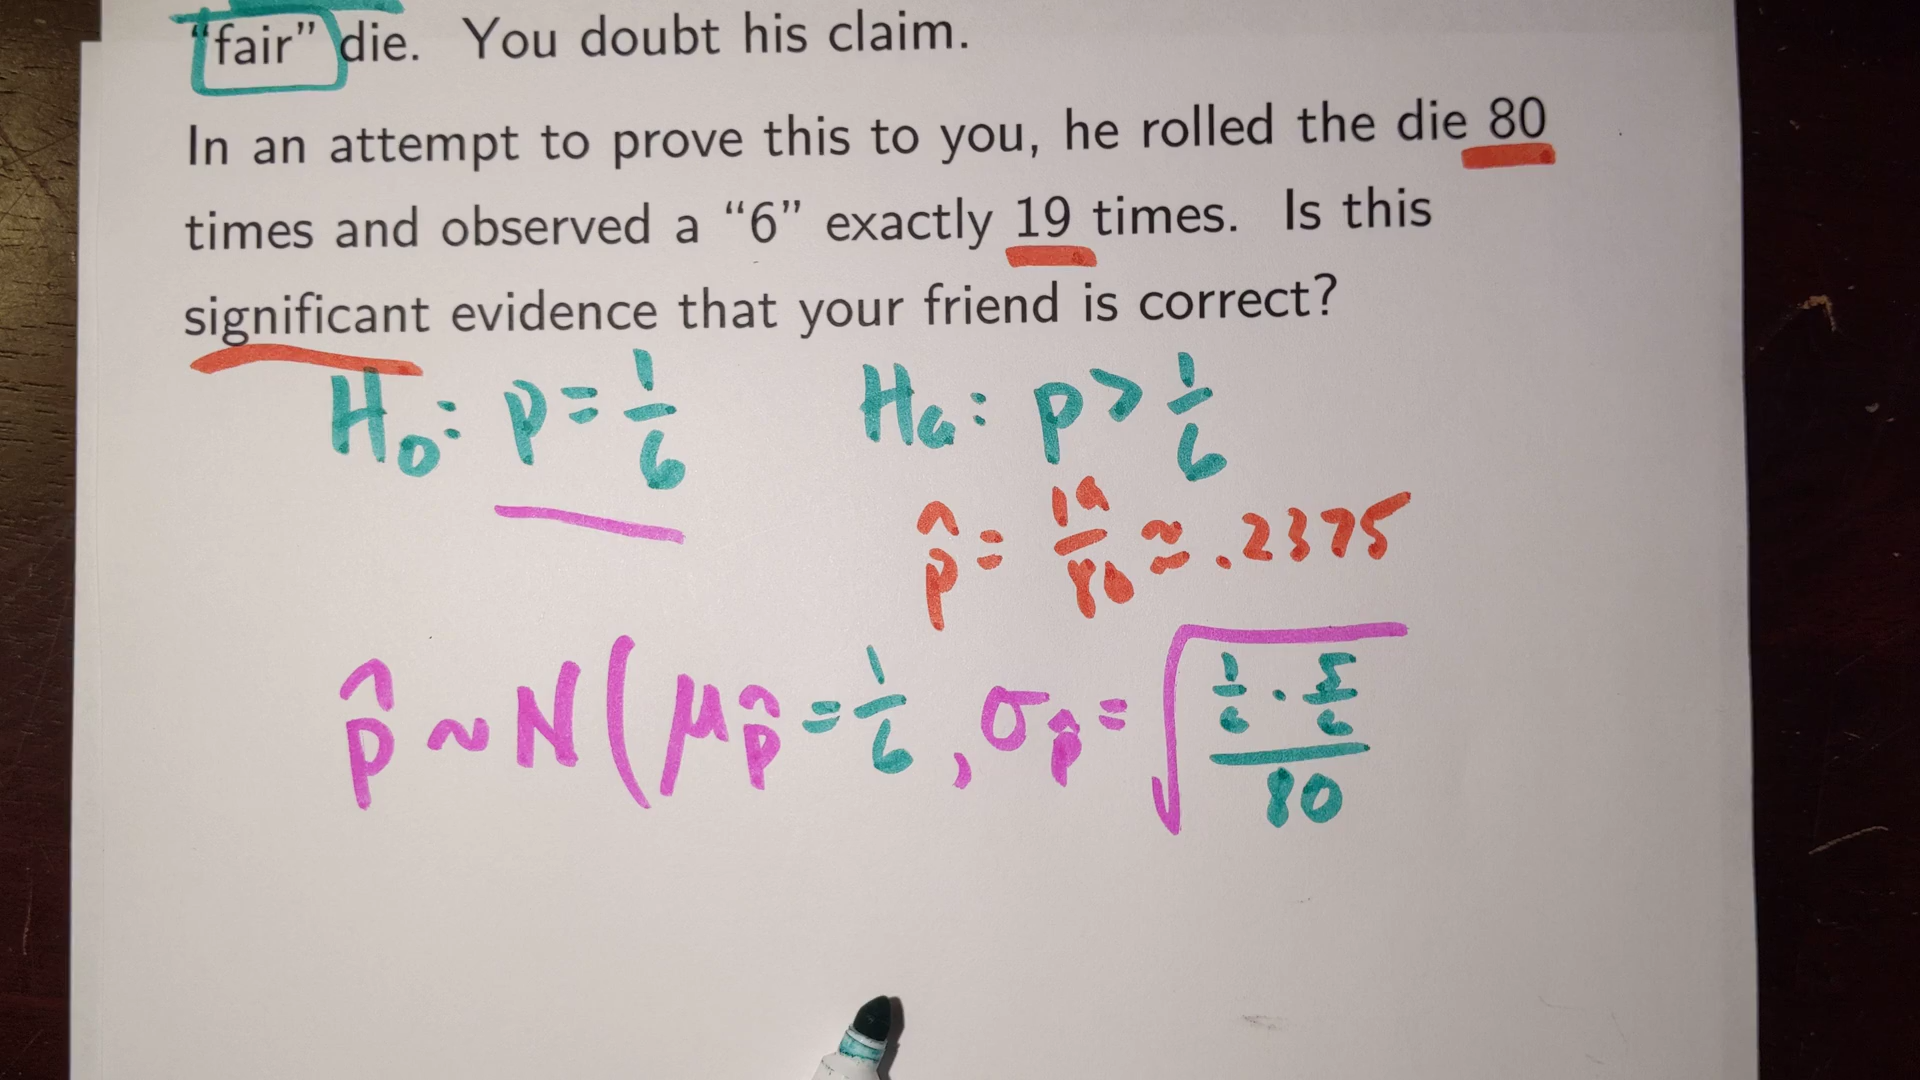 “fair” die. You doubt his claim.
In an attempt to prove this to you, he rolled the die 80
times and observed a “6” exactly 19 times. Is this
significant evidence that your friend is correct?
H₀: p = 1/6 Hₐ: p > 1/6
p̂ = 19/80 ≈ .2375
p̂ ~ N(μp̂ = 1/6, σp̂ = √(1/6 · 5/6 / 80)